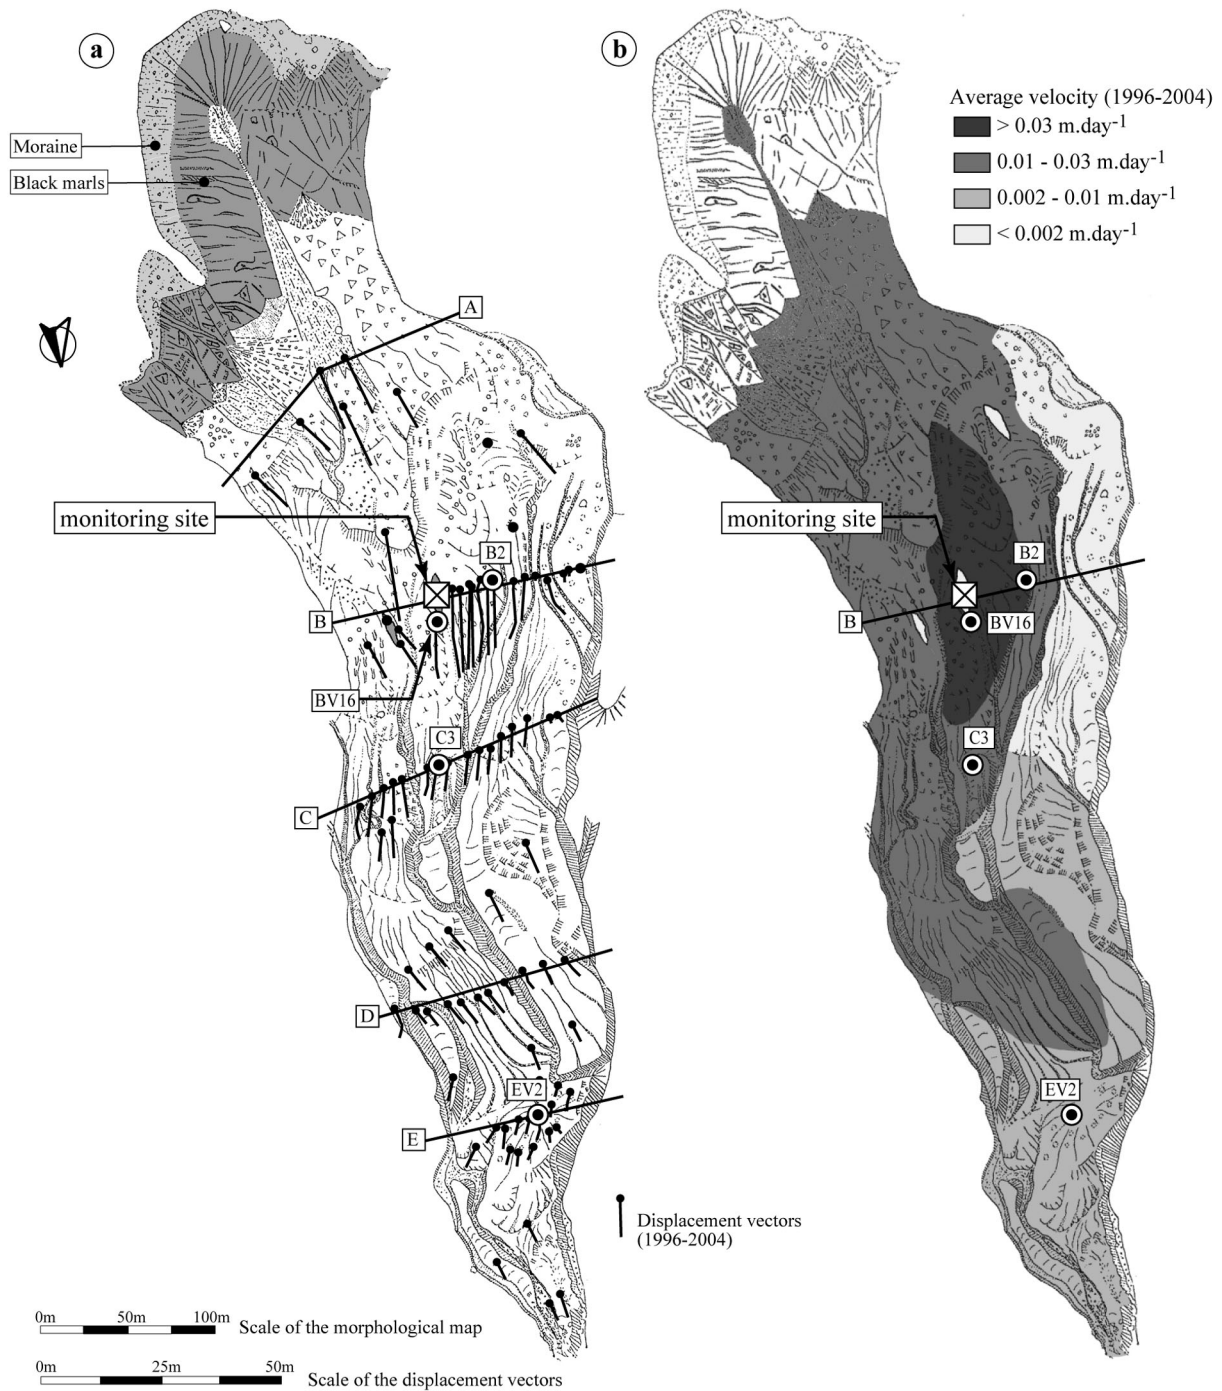 a
Moraine
Black marls
A
monitoring site
B2
B
BV16
C3
C
D
EV2
E
Displacement vectors
(1996-2004)
0m 50m 100m
Scale of the morphological map
0m 25m 50m
Scale of the displacement vectors
b
Average velocity (1996-2004)
> 0.03 m.day-1
0.01 - 0.03 m.day-1
0.002 - 0.01 m.day-1
< 0.002 m.day-1
monitoring site
B2
B
BV16
C3
EV2